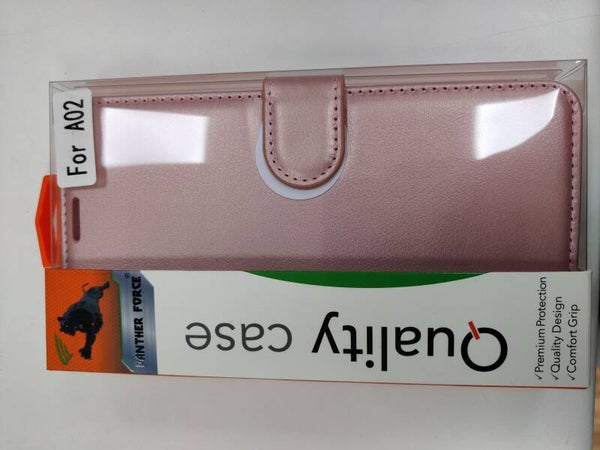 For A02
PANTHER FORCE®
Quality case
✓Premium Protection
✓Quality Design
✓Comfort Grip